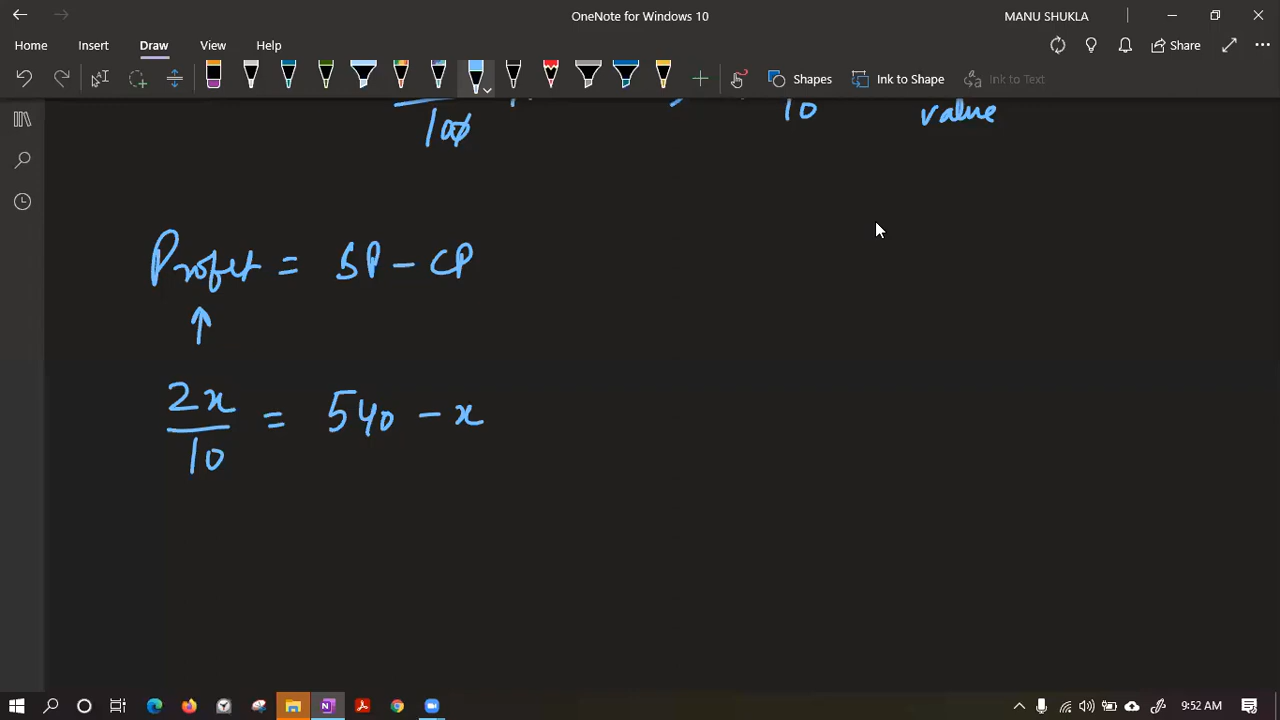 OneNote for Windows 10 MANU SHUKLA
Home Insert Draw View Help Share
Shapes Ink to Shape Ink to Text
100 10 value
Profit = SP - CP
↑
2x/10 = 540 - x
9:52 AM